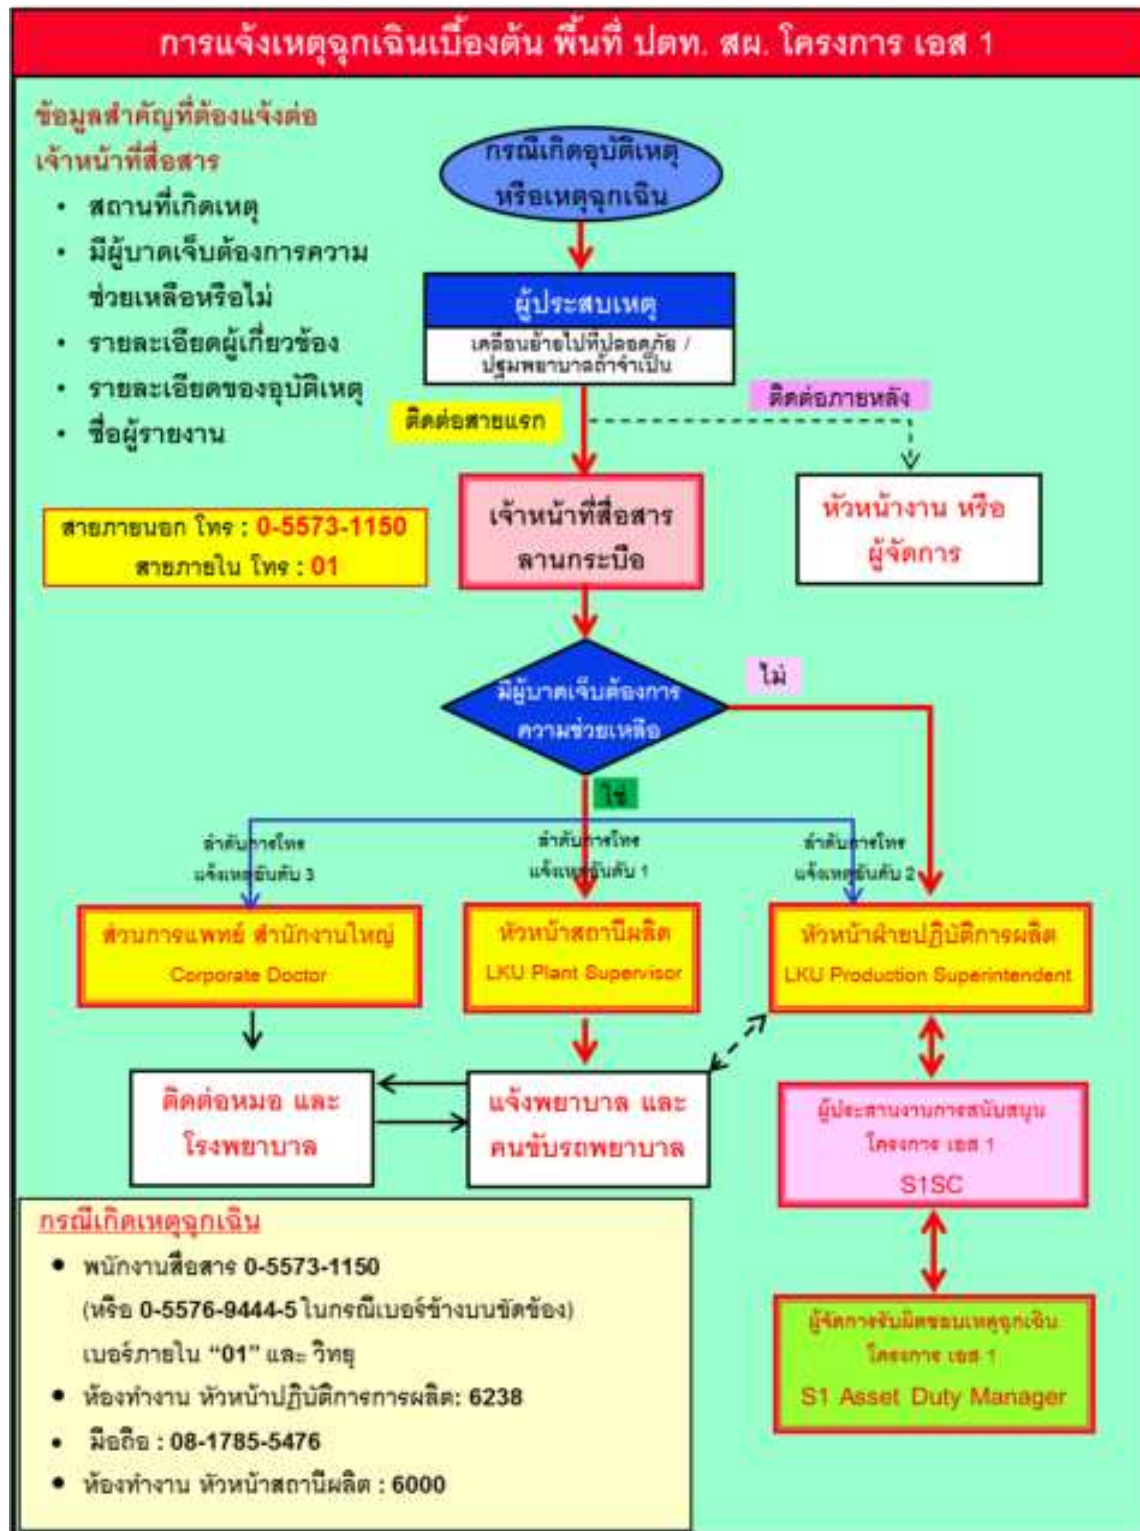 การแจ้งเหตุฉุกเฉินเบื้องต้น พื้นที่ ปตท. สผ. โครงการ เอส 1
ข้อมูลสำคัญที่ต้องแจ้งต่อ
เจ้าหน้าที่สื่อสาร
• สถานที่เกิดเหตุ
• มีผู้บาดเจ็บต้องการความ
ช่วยเหลือหรือไม่
• รายละเอียดผู้เกี่ยวข้อง
• รายละเอียดของอุบัติเหตุ
• ชื่อผู้รายงาน
กรณีเกิดอุบัติเหตุ
หรือเหตุฉุกเฉิน
ผู้ประสบเหตุ
เคลื่อนย้ายไปที่ปลอดภัย /
ปฐมพยาบาลถ้าจำเป็น
ติดต่อสายแรก
ติดต่อภายหลัง
สายภายนอก โทร : 0-5573-1150
สายภายใน โทร : 01
เจ้าหน้าที่สื่อสาร
ลานกระบือ
หัวหน้างาน หรือ
ผู้จัดการ
มีผู้บาดเจ็บต้องการ
ความช่วยเหลือ
ไม่
ใช่
ลำดับการโทร
แจ้งเหตุอันดับ 3
ลำดับการโทร
แจ้งเหตุอันดับ 1
ลำดับการโทร
แจ้งเหตุอันดับ 2
ส่วนการแพทย์ สำนักงานใหญ่
Corporate Doctor
หัวหน้าสถานีผลิต
LKU Plant Supervisor
หัวหน้าฝ่ายปฏิบัติการผลิต
LKU Production Superintendent
ติดต่อหมอ และ
โรงพยาบาล
แจ้งพยาบาล และ
คนขับรถพยาบาล
ผู้ประสานงานการสนับสนุน
โครงการ เอส 1
S1SC
ผู้จัดการรับผิดชอบเหตุฉุกเฉิน
โครงการ เอส 1
S1 Asset Duty Manager
กรณีเกิดเหตุฉุกเฉิน
• พนักงานสื่อสาร 0-5573-1150
(หรือ 0-5576-9444-5 ในกรณีเบอร์ข้างบนขัดข้อง)
เบอร์ภายใน “01” และ วิทยุ
• ห้องทำงาน หัวหน้าปฏิบัติการการผลิต: 6238
• มือถือ : 08-1785-5476
• ห้องทำงาน หัวหน้าสถานีผลิต : 6000